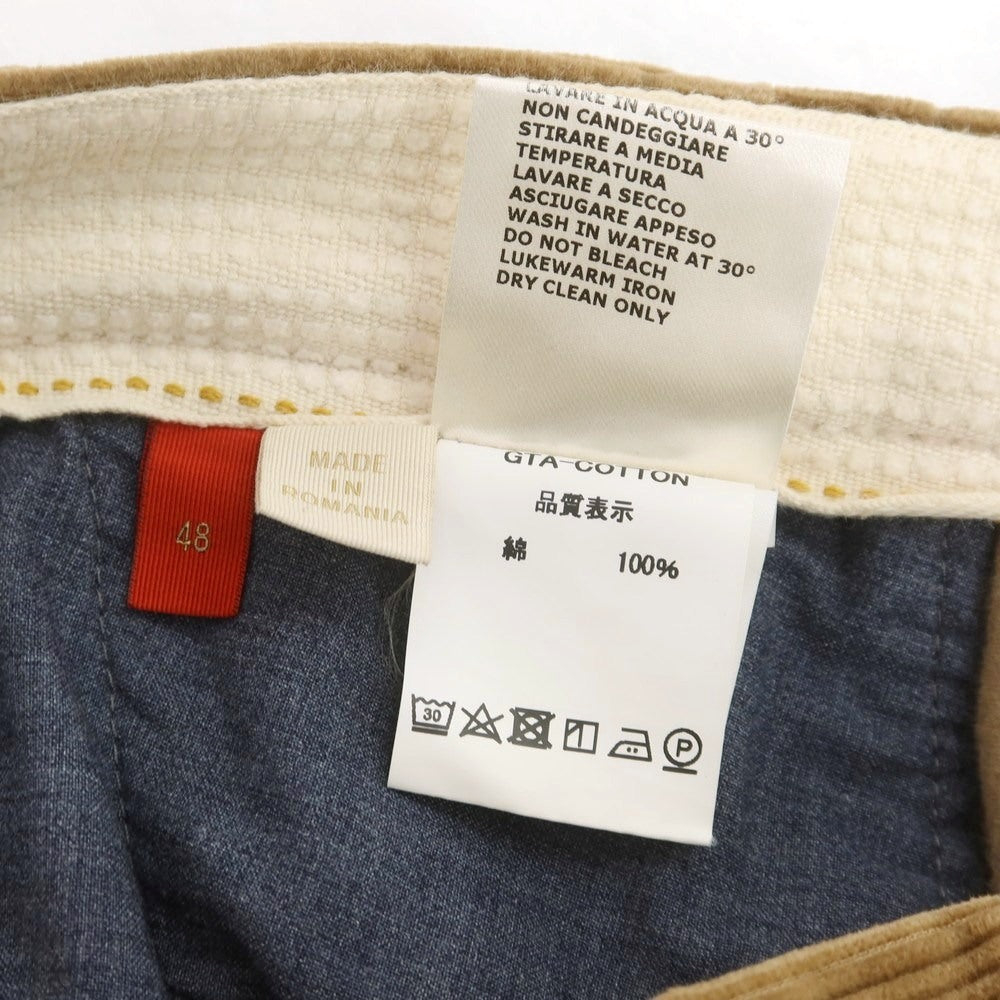 LAVARE IN ACQUA A 30°
NON CANDEGGIARE
STIRARE A MEDIA
TEMPERATURA
LAVARE A SECCO
ASCIUGARE APPESO
WASH IN WATER AT 30°
DO NOT BLEACH
LUKEWARM IRON
DRY CLEAN ONLY
MADE
IN
ROMANIA
48
GTA-COTTON
品質表示
綿 100%
30
P